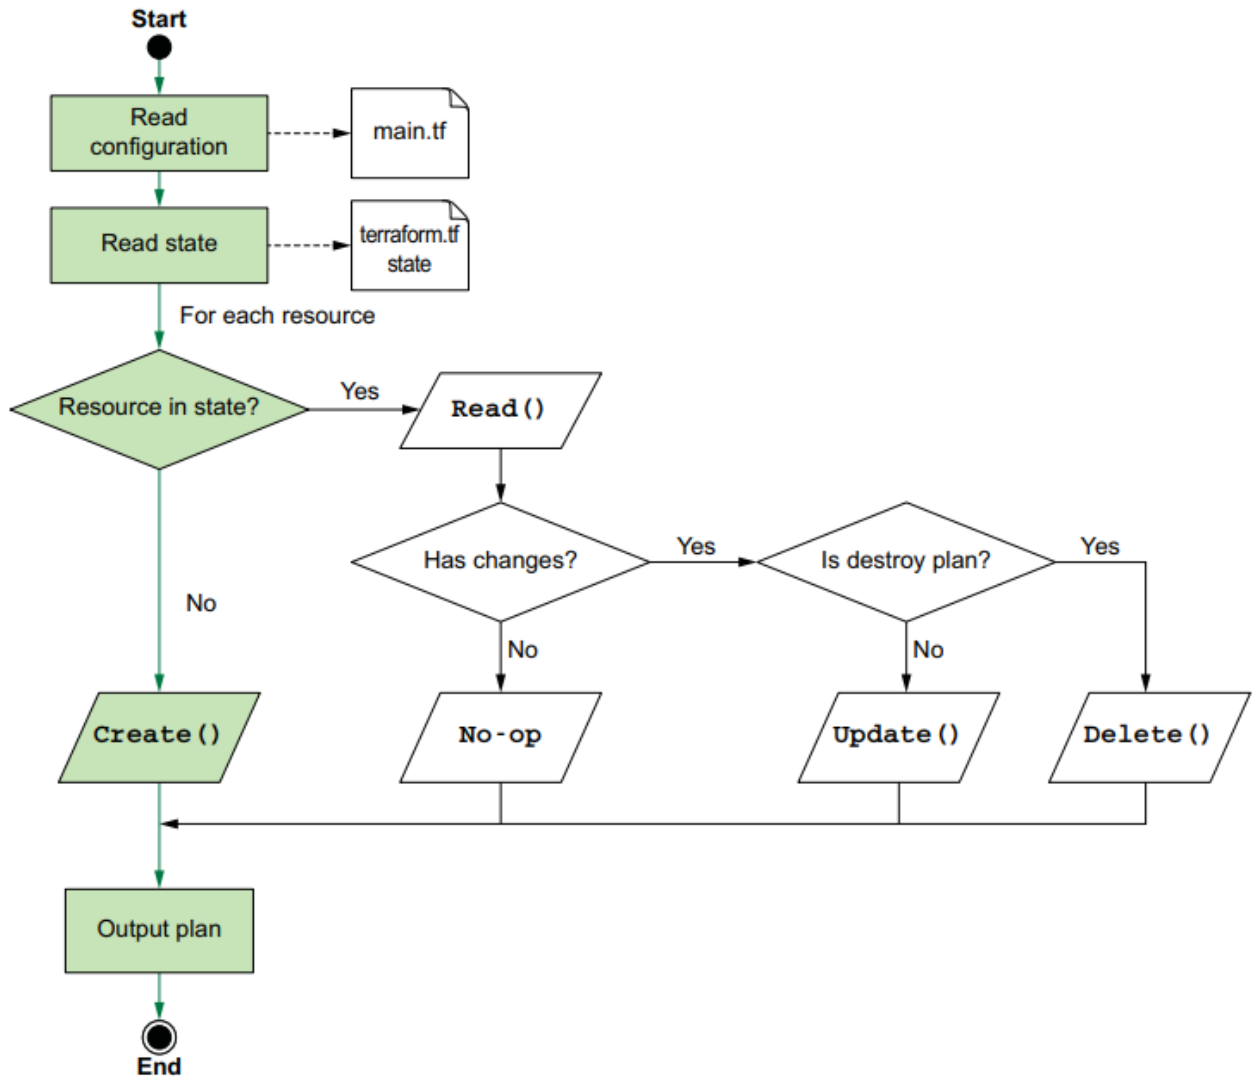 Start
Read
configuration
main.tf
Read state
terraform.tf
state
For each resource
Resource in state?
Yes
Read()
Has changes?
Yes
Is destroy plan?
Yes
No
No
No
Create()
No-op
Update()
Delete()
Output plan
End